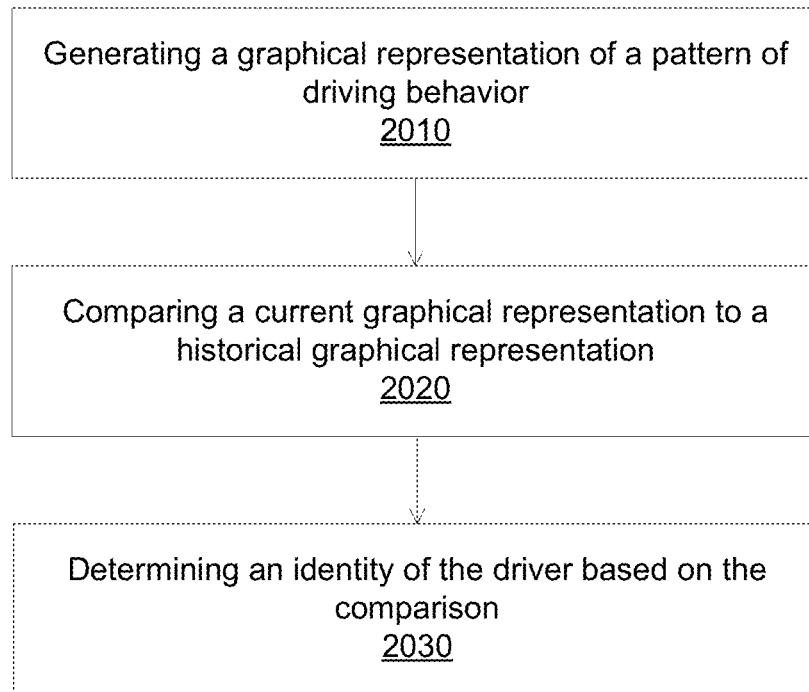 Generating a graphical representation of a pattern of
driving behavior
2010
Comparing a current graphical representation to a
historical graphical representation
2020
Determining an identity of the driver based on the
comparison
2030